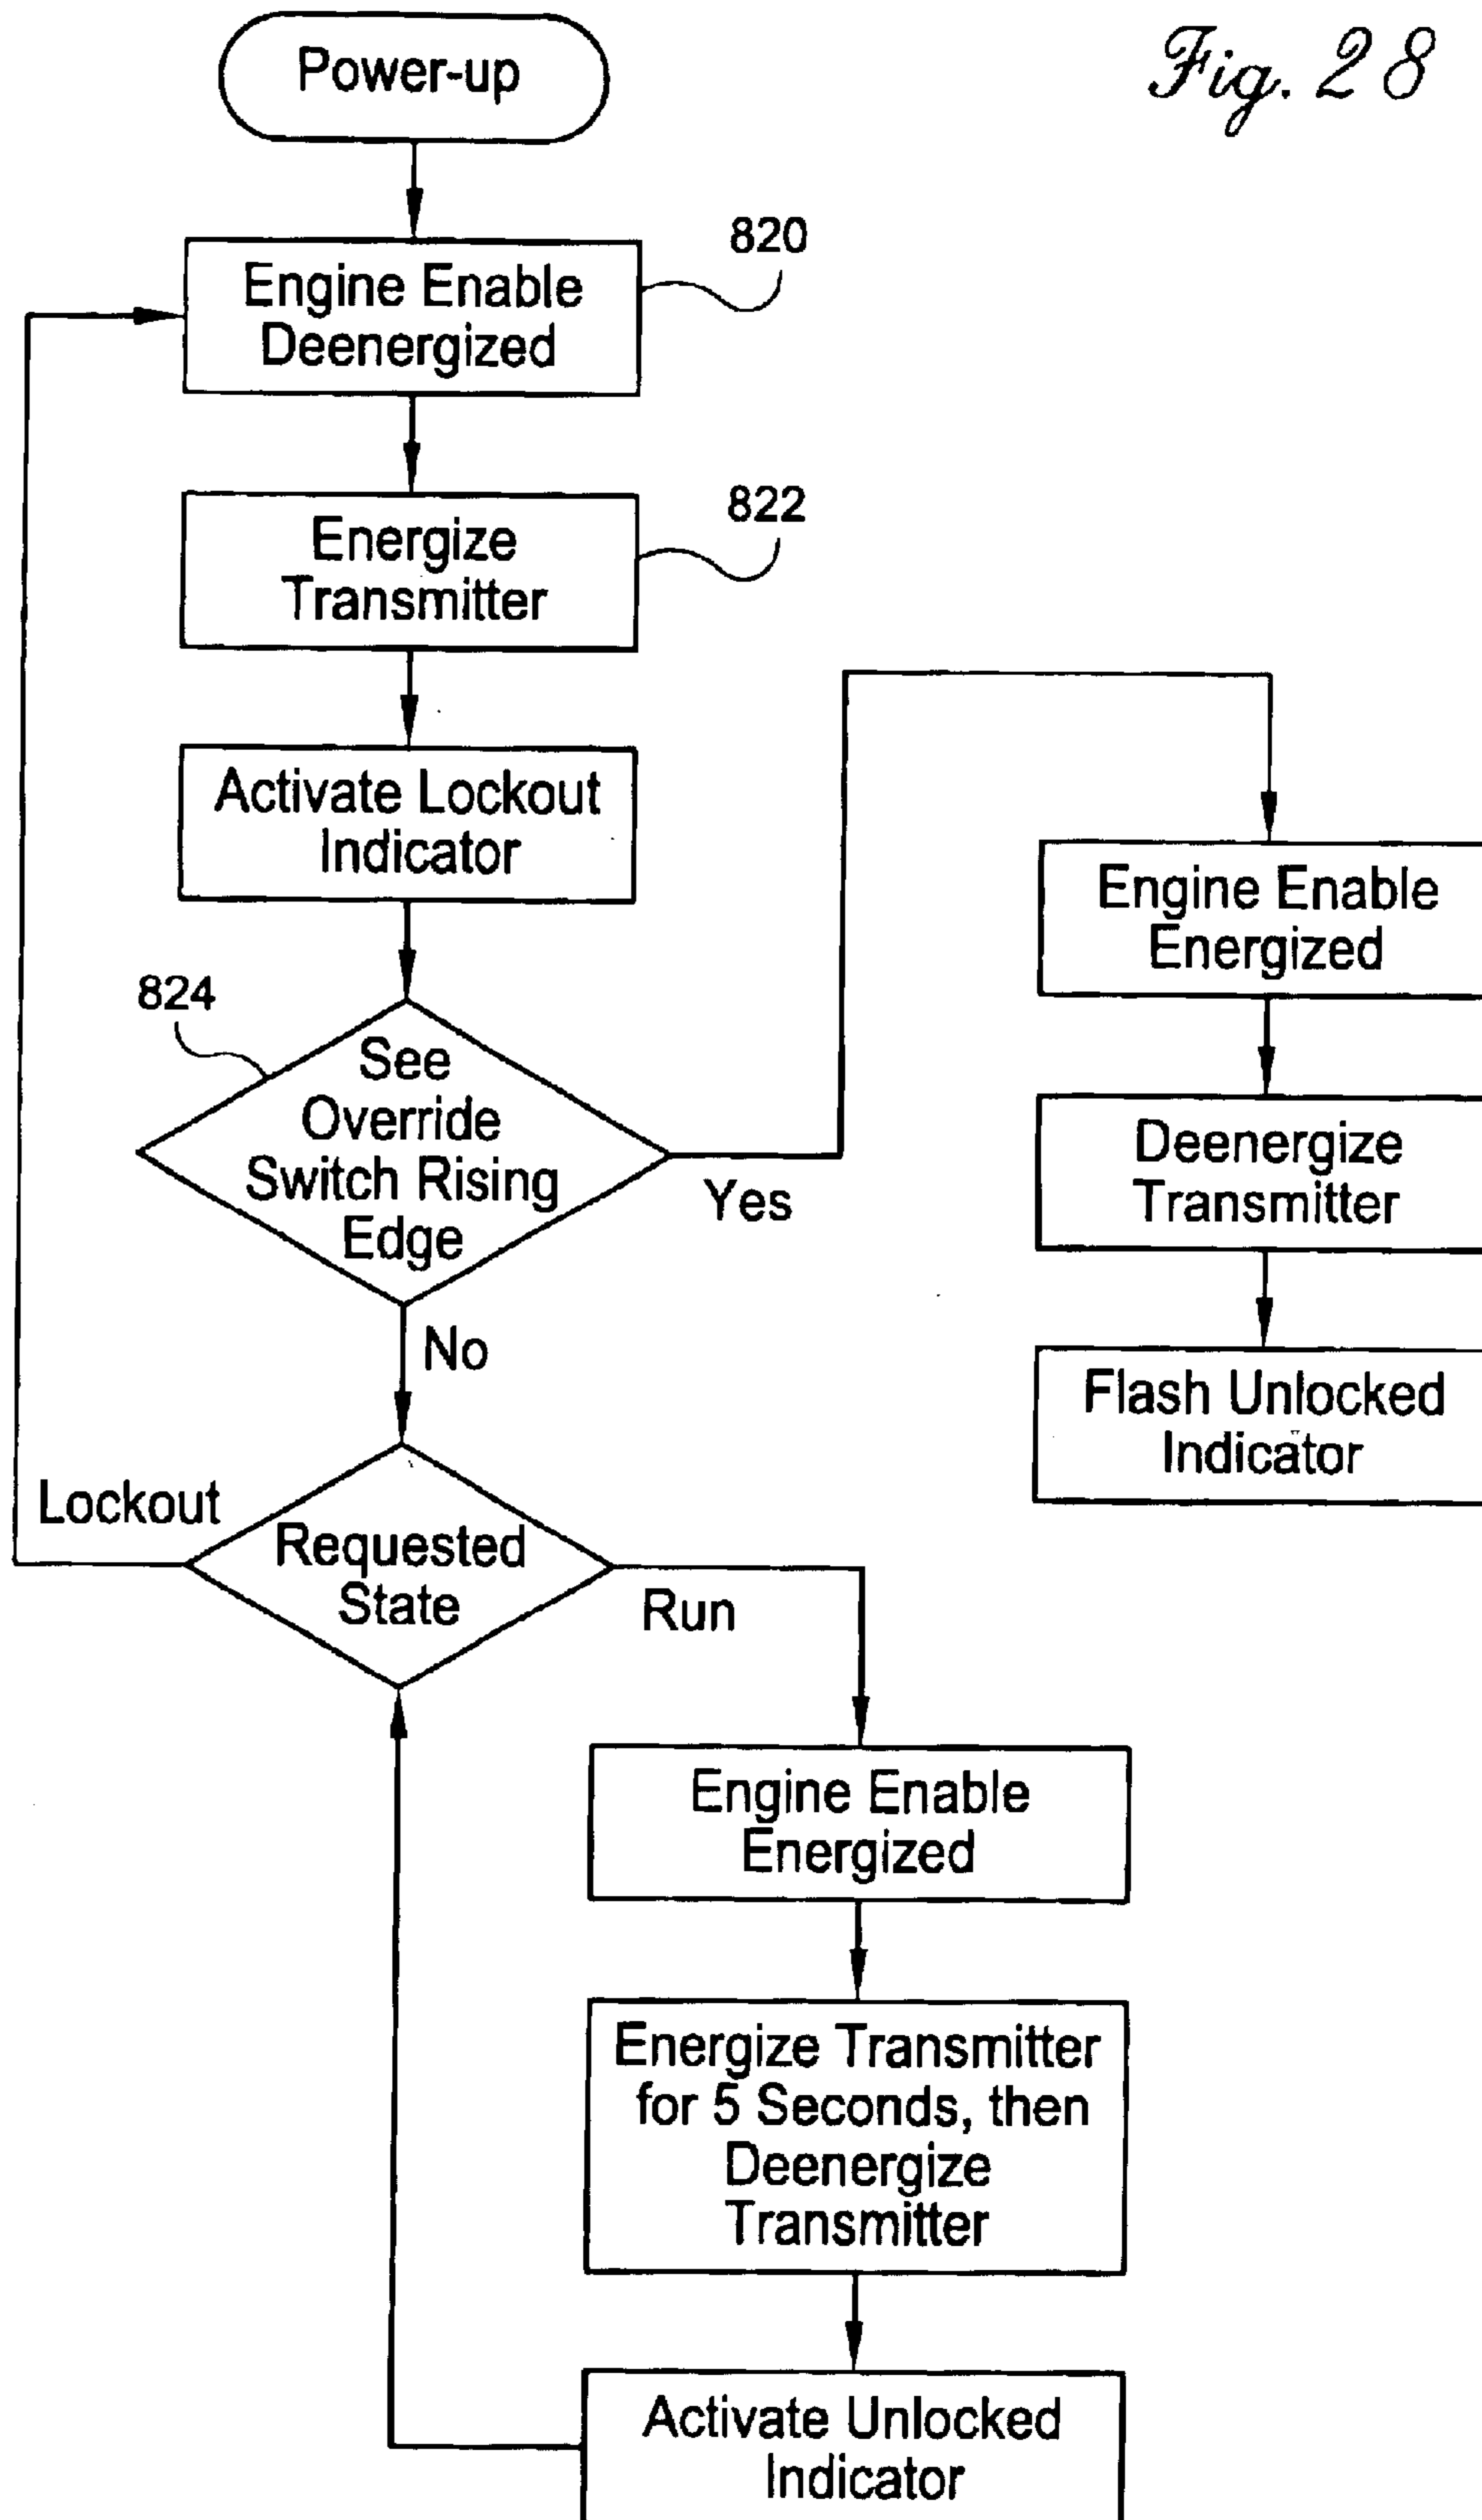 Fig. 28
Power-up
820
Engine Enable
Deenergized
822
Energize
Transmitter
Activate Lockout
Indicator
824
See
Override
Switch Rising
Edge
Yes
No
Engine Enable
Energized
Deenergize
Transmitter
Flash Unlocked
Indicator
Lockout
Requested
State
Run
Engine Enable
Energized
Energize Transmitter
for 5 Seconds, then
Deenergize
Transmitter
Activate Unlocked
Indicator